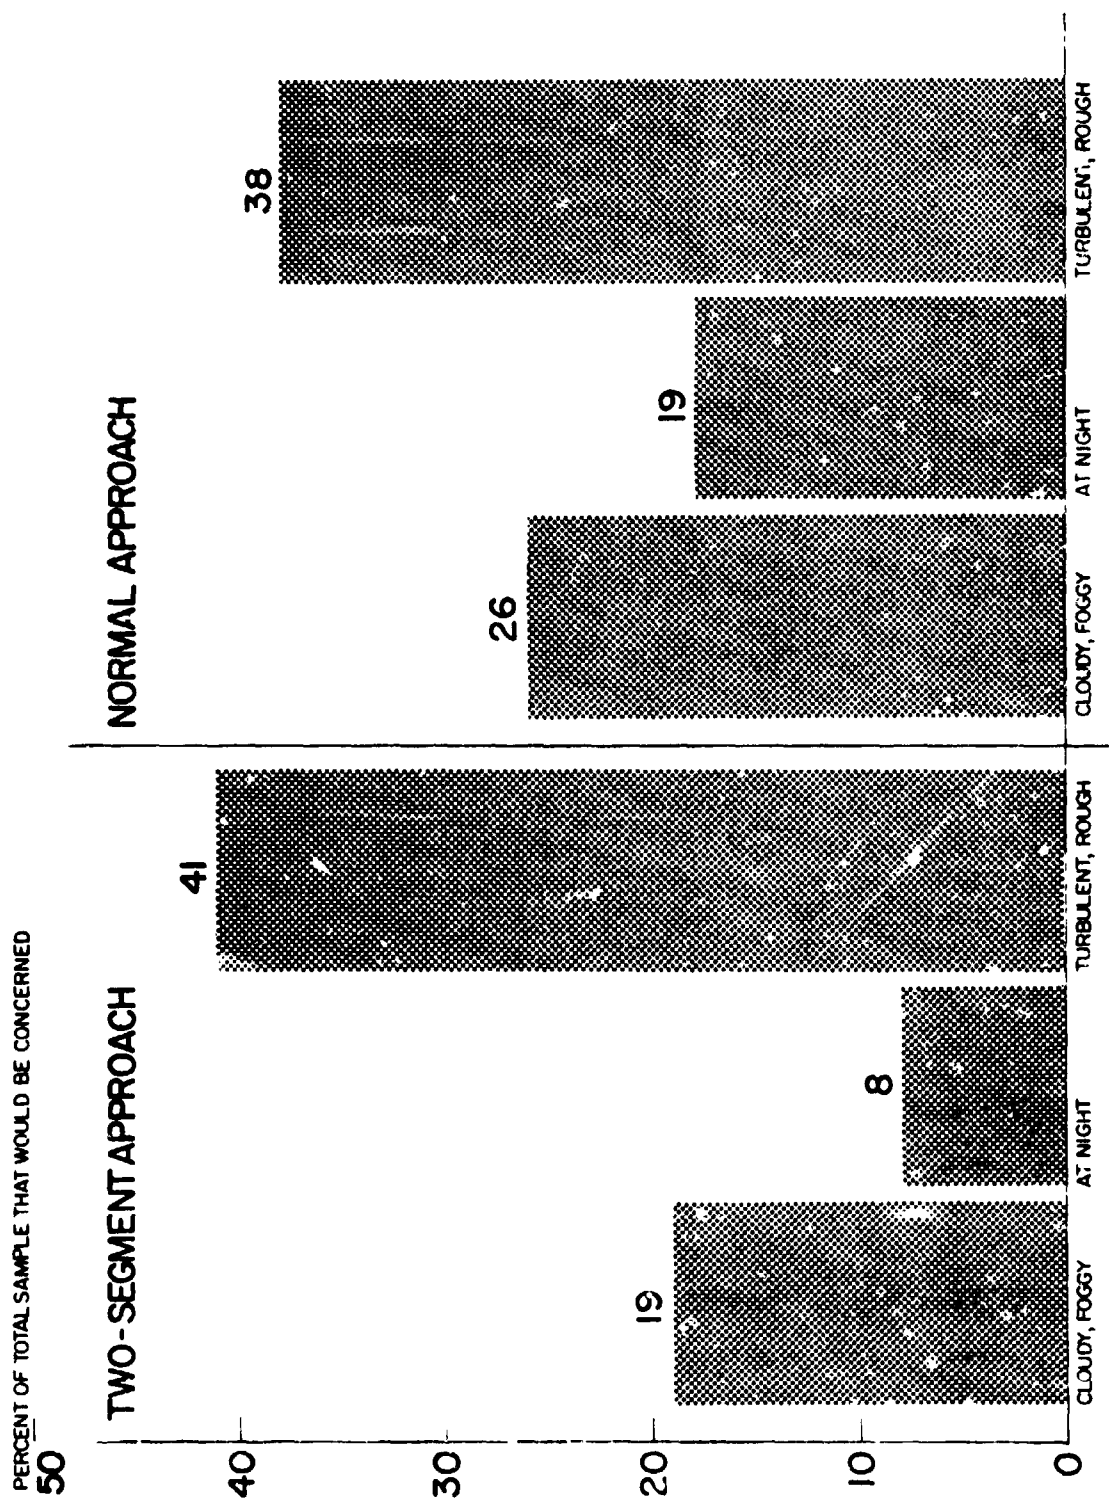 PERCENT OF TOTAL SAMPLE THAT WOULD BE CONCERNED
50
40
30
20
10
0
TWO-SEGMENT APPROACH
19
8
41
CLOUDY, FOGGY
AT NIGHT
TURBULENT, ROUGH
NORMAL APPROACH
26
19
38
CLOUDY, FOGGY
AT NIGHT
TURBULENT, ROUGH